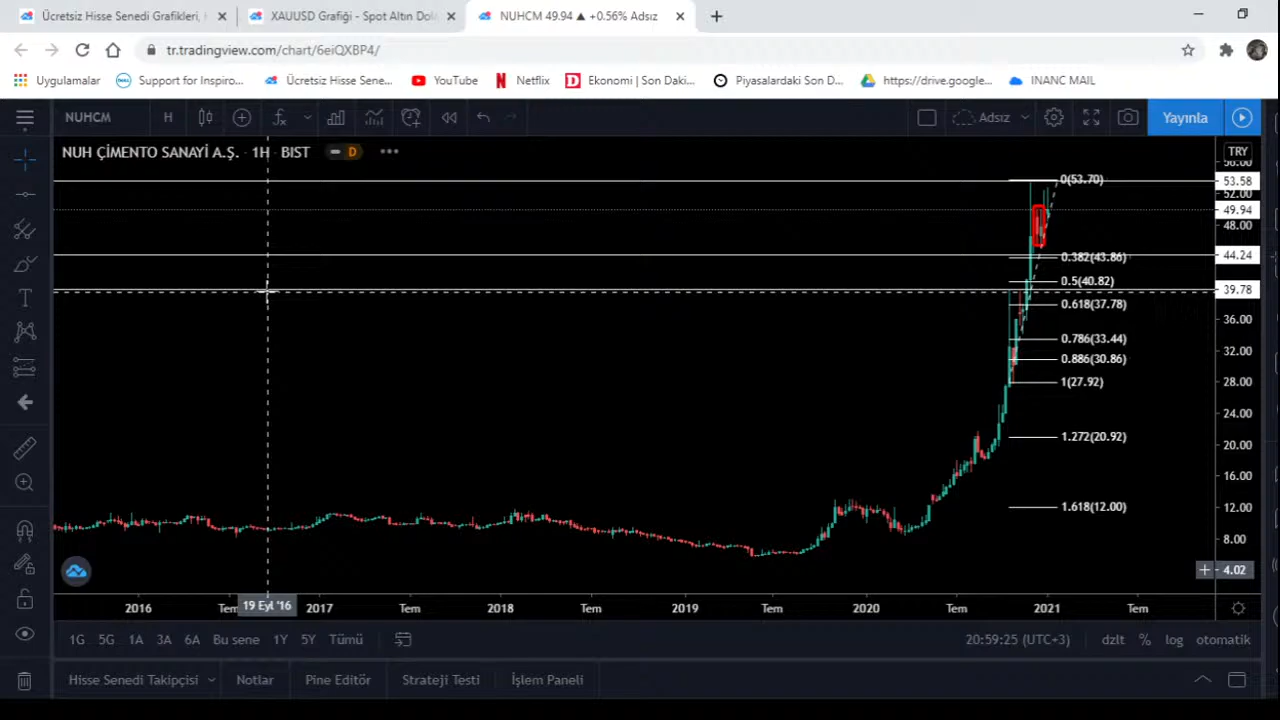 Ücretsiz Hisse Senedi Grafikleri, H
XAUUSD Grafiği - Spot Altın Dola
NUHCM 49.94 ▲ +0.56% Adsız
tr.tradingview.com/chart/6eiQXBP4/
Uygulamalar
Support for Inspiro...
Ücretsiz Hisse Sene...
YouTube
Netflix
Ekonomi | Son Daki...
Piyasalardaki Son D...
https://drive.google...
INANC MAIL
NUHCM H Adsız Yayınla
NUH ÇİMENTO SANAYİ A.Ş. · 1H · BIST D
TRY
56.00
53.58
52.00
49.94
48.00
44.24
39.78
36.00
32.00
28.00
24.00
20.00
16.00
12.00
8.00
4.02
0(53.70)
0.382(43.86)
0.5(40.82)
0.618(37.78)
0.786(33.44)
0.886(30.86)
1(27.92)
1.272(20.92)
1.618(12.00)
2016 Tem 19 Eyl '16 2017 Tem 2018 Tem 2019 Tem 2020 Tem 2021 Tem
1G 5G 1A 3A 6A Bu sene 1Y 5Y Tümü 20:59:25 (UTC+3) dzlt % log otomatik
Hisse Senedi Takipçisi Notlar Pine Editör Strateji Testi İşlem Paneli